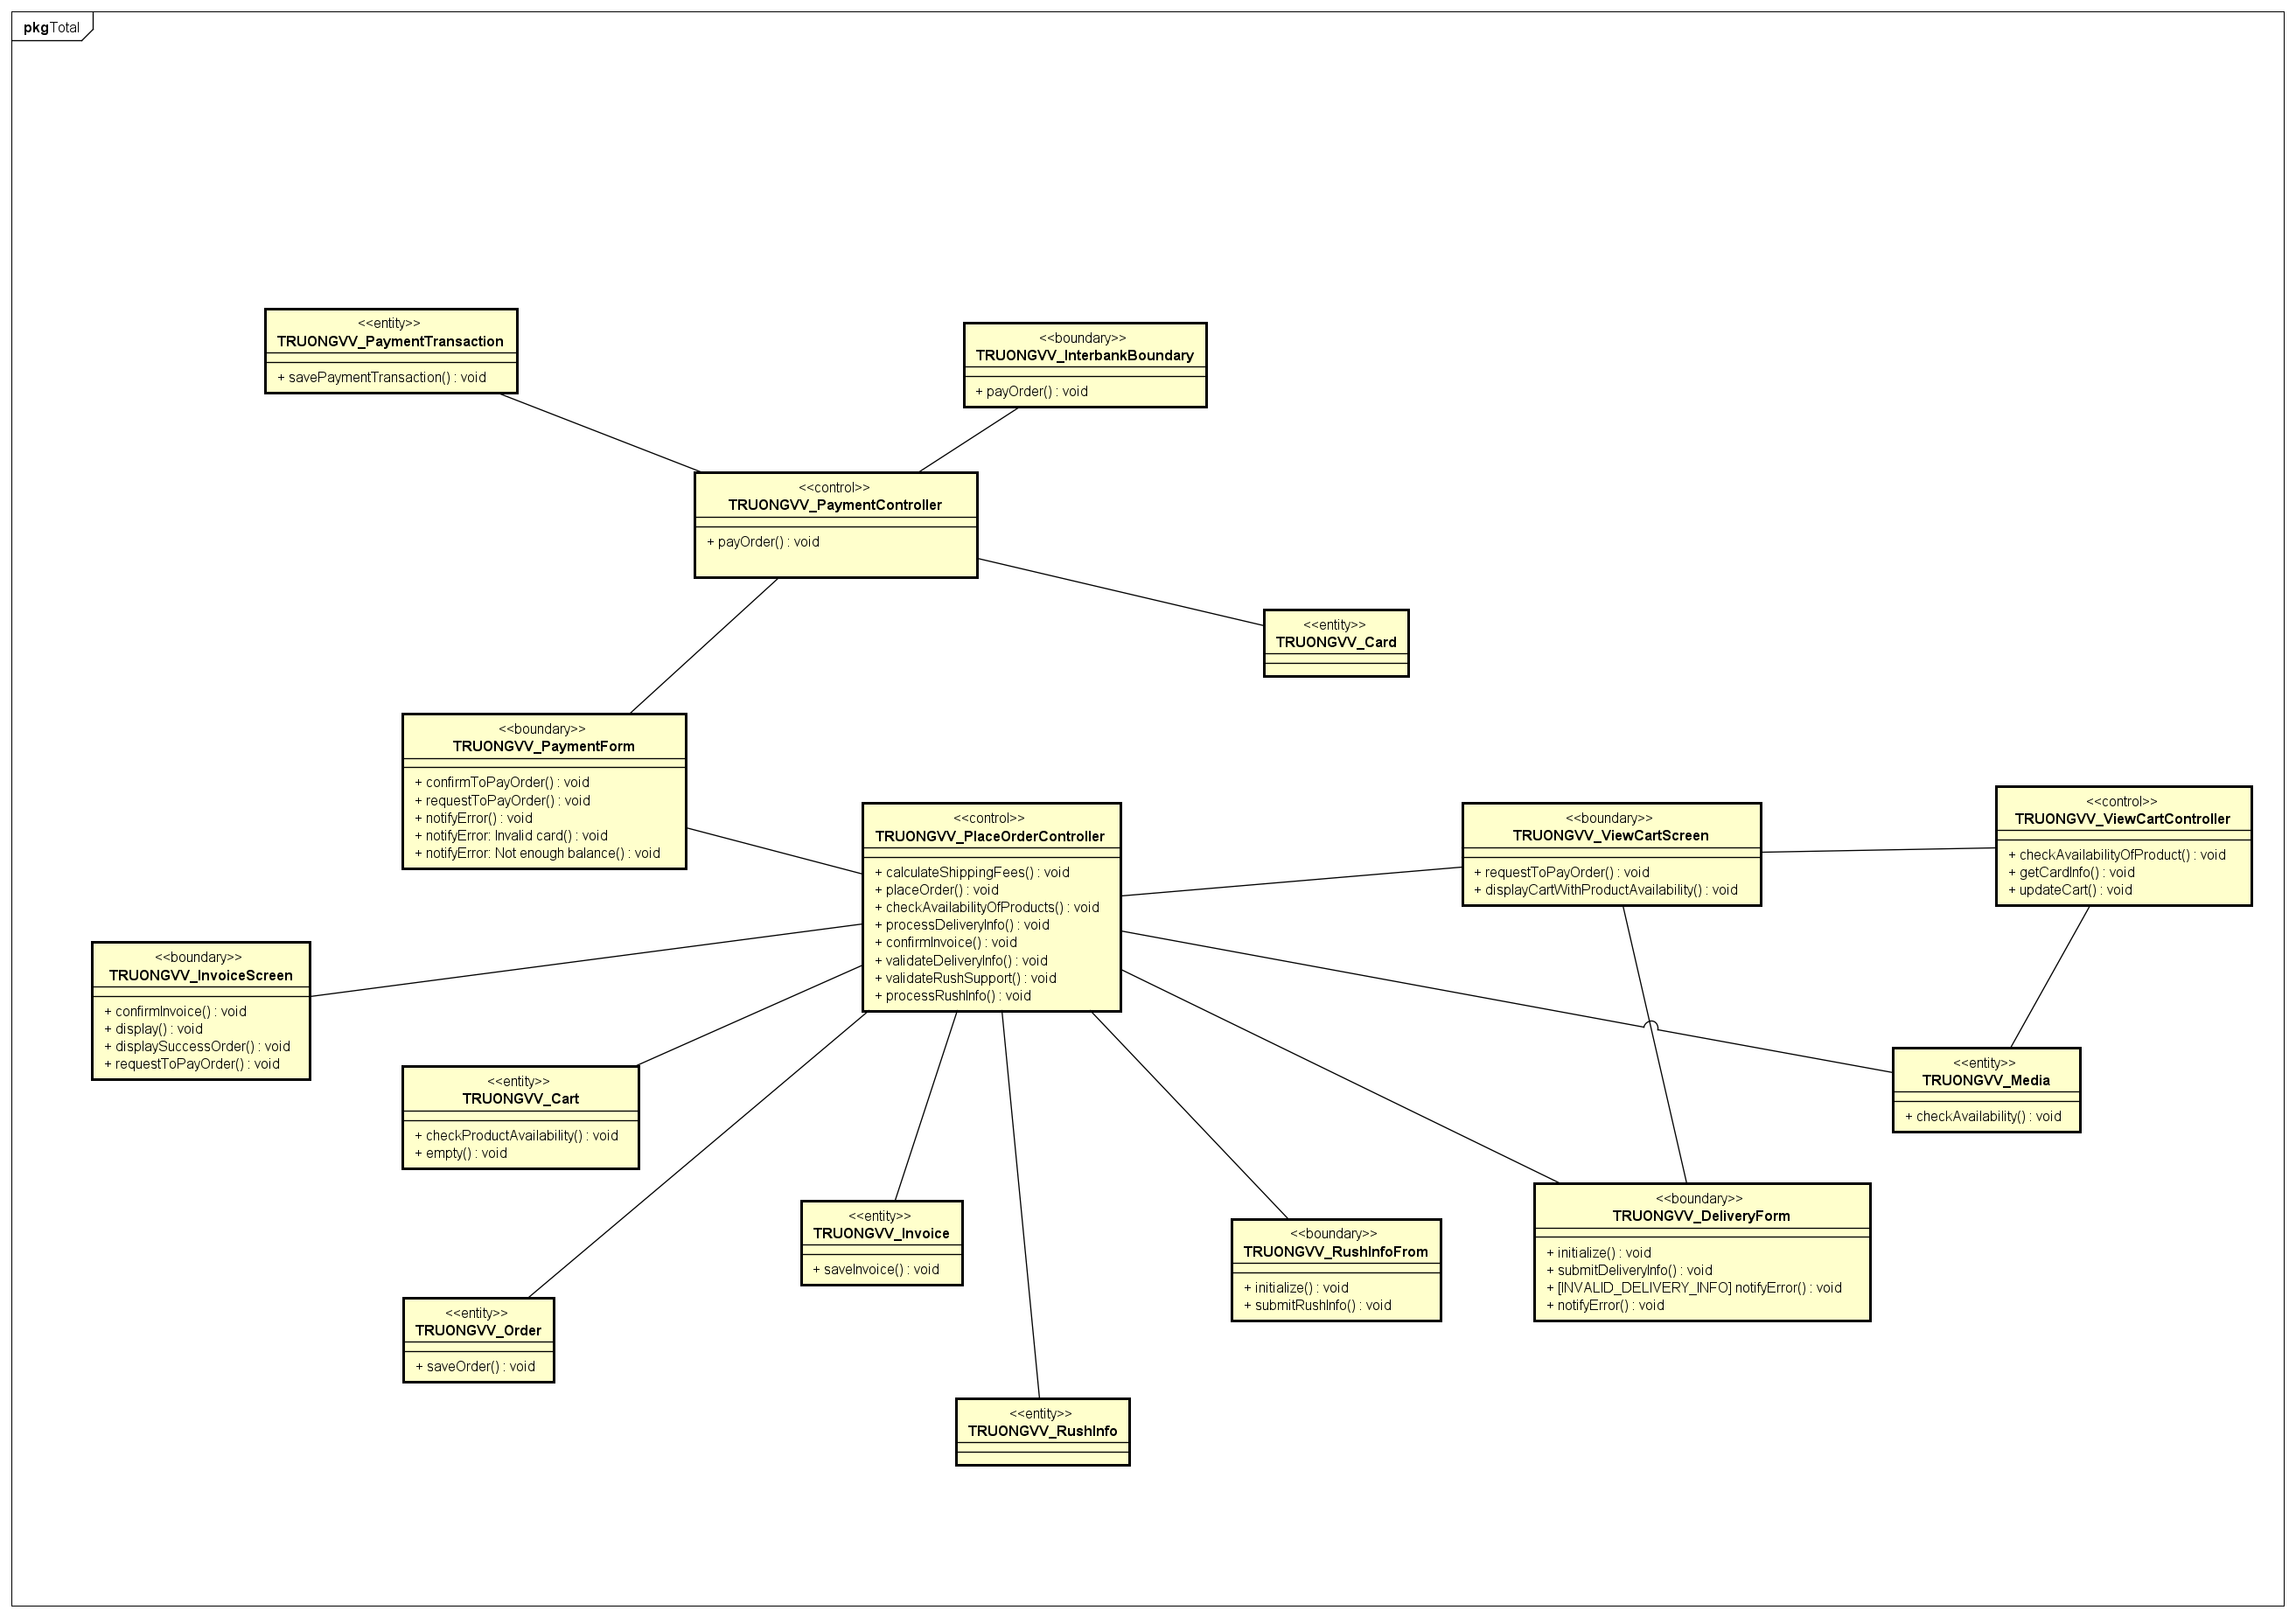 pkg Total
<<entity>>
TRUONGVV_PaymentTransaction
+ savePaymentTransaction() : void
<<boundary>>
TRUONGVV_InterbankBoundary
+ payOrder() : void
<<control>>
TRUONGVV_PaymentController
+ payOrder() : void
<<entity>>
TRUONGVV_Card
<<boundary>>
TRUONGVV_PaymentForm
+ confirmToPayOrder() : void
+ requestToPayOrder() : void
+ notifyError() : void
+ notifyError: Invalid card() : void
+ notifyError: Not enough balance() : void
<<control>>
TRUONGVV_PlaceOrderController
+ calculateShippingFees() : void
+ placeOrder() : void
+ checkAvailabilityOfProducts() : void
+ processDeliveryInfo() : void
+ confirmInvoice() : void
+ validateDeliveryInfo() : void
+ validateRushSupport() : void
+ processRushInfo() : void
<<boundary>>
TRUONGVV_ViewCartScreen
+ requestToPayOrder() : void
+ displayCartWithProductAvailability() : void
<<control>>
TRUONGVV_ViewCartController
+ checkAvailabilityOfProduct() : void
+ getCardInfo() : void
+ updateCart() : void
<<boundary>>
TRUONGVV_InvoiceScreen
+ confirmInvoice() : void
+ display() : void
+ displaySuccessOrder() : void
+ requestToPayOrder() : void
<<entity>>
TRUONGVV_Cart
+ checkProductAvailability() : void
+ empty() : void
<<entity>>
TRUONGVV_Media
+ checkAvailability() : void
<<entity>>
TRUONGVV_Invoice
+ saveInvoice() : void
<<boundary>>
TRUONGVV_RushInfoFrom
+ initialize() : void
+ submitRushInfo() : void
<<boundary>>
TRUONGVV_DeliveryForm
+ initialize() : void
+ submitDeliveryInfo() : void
+ [INVALID_DELIVERY_INFO] notifyError() : void
+ notifyError() : void
<<entity>>
TRUONGVV_Order
+ saveOrder() : void
<<entity>>
TRUONGVV_RushInfo